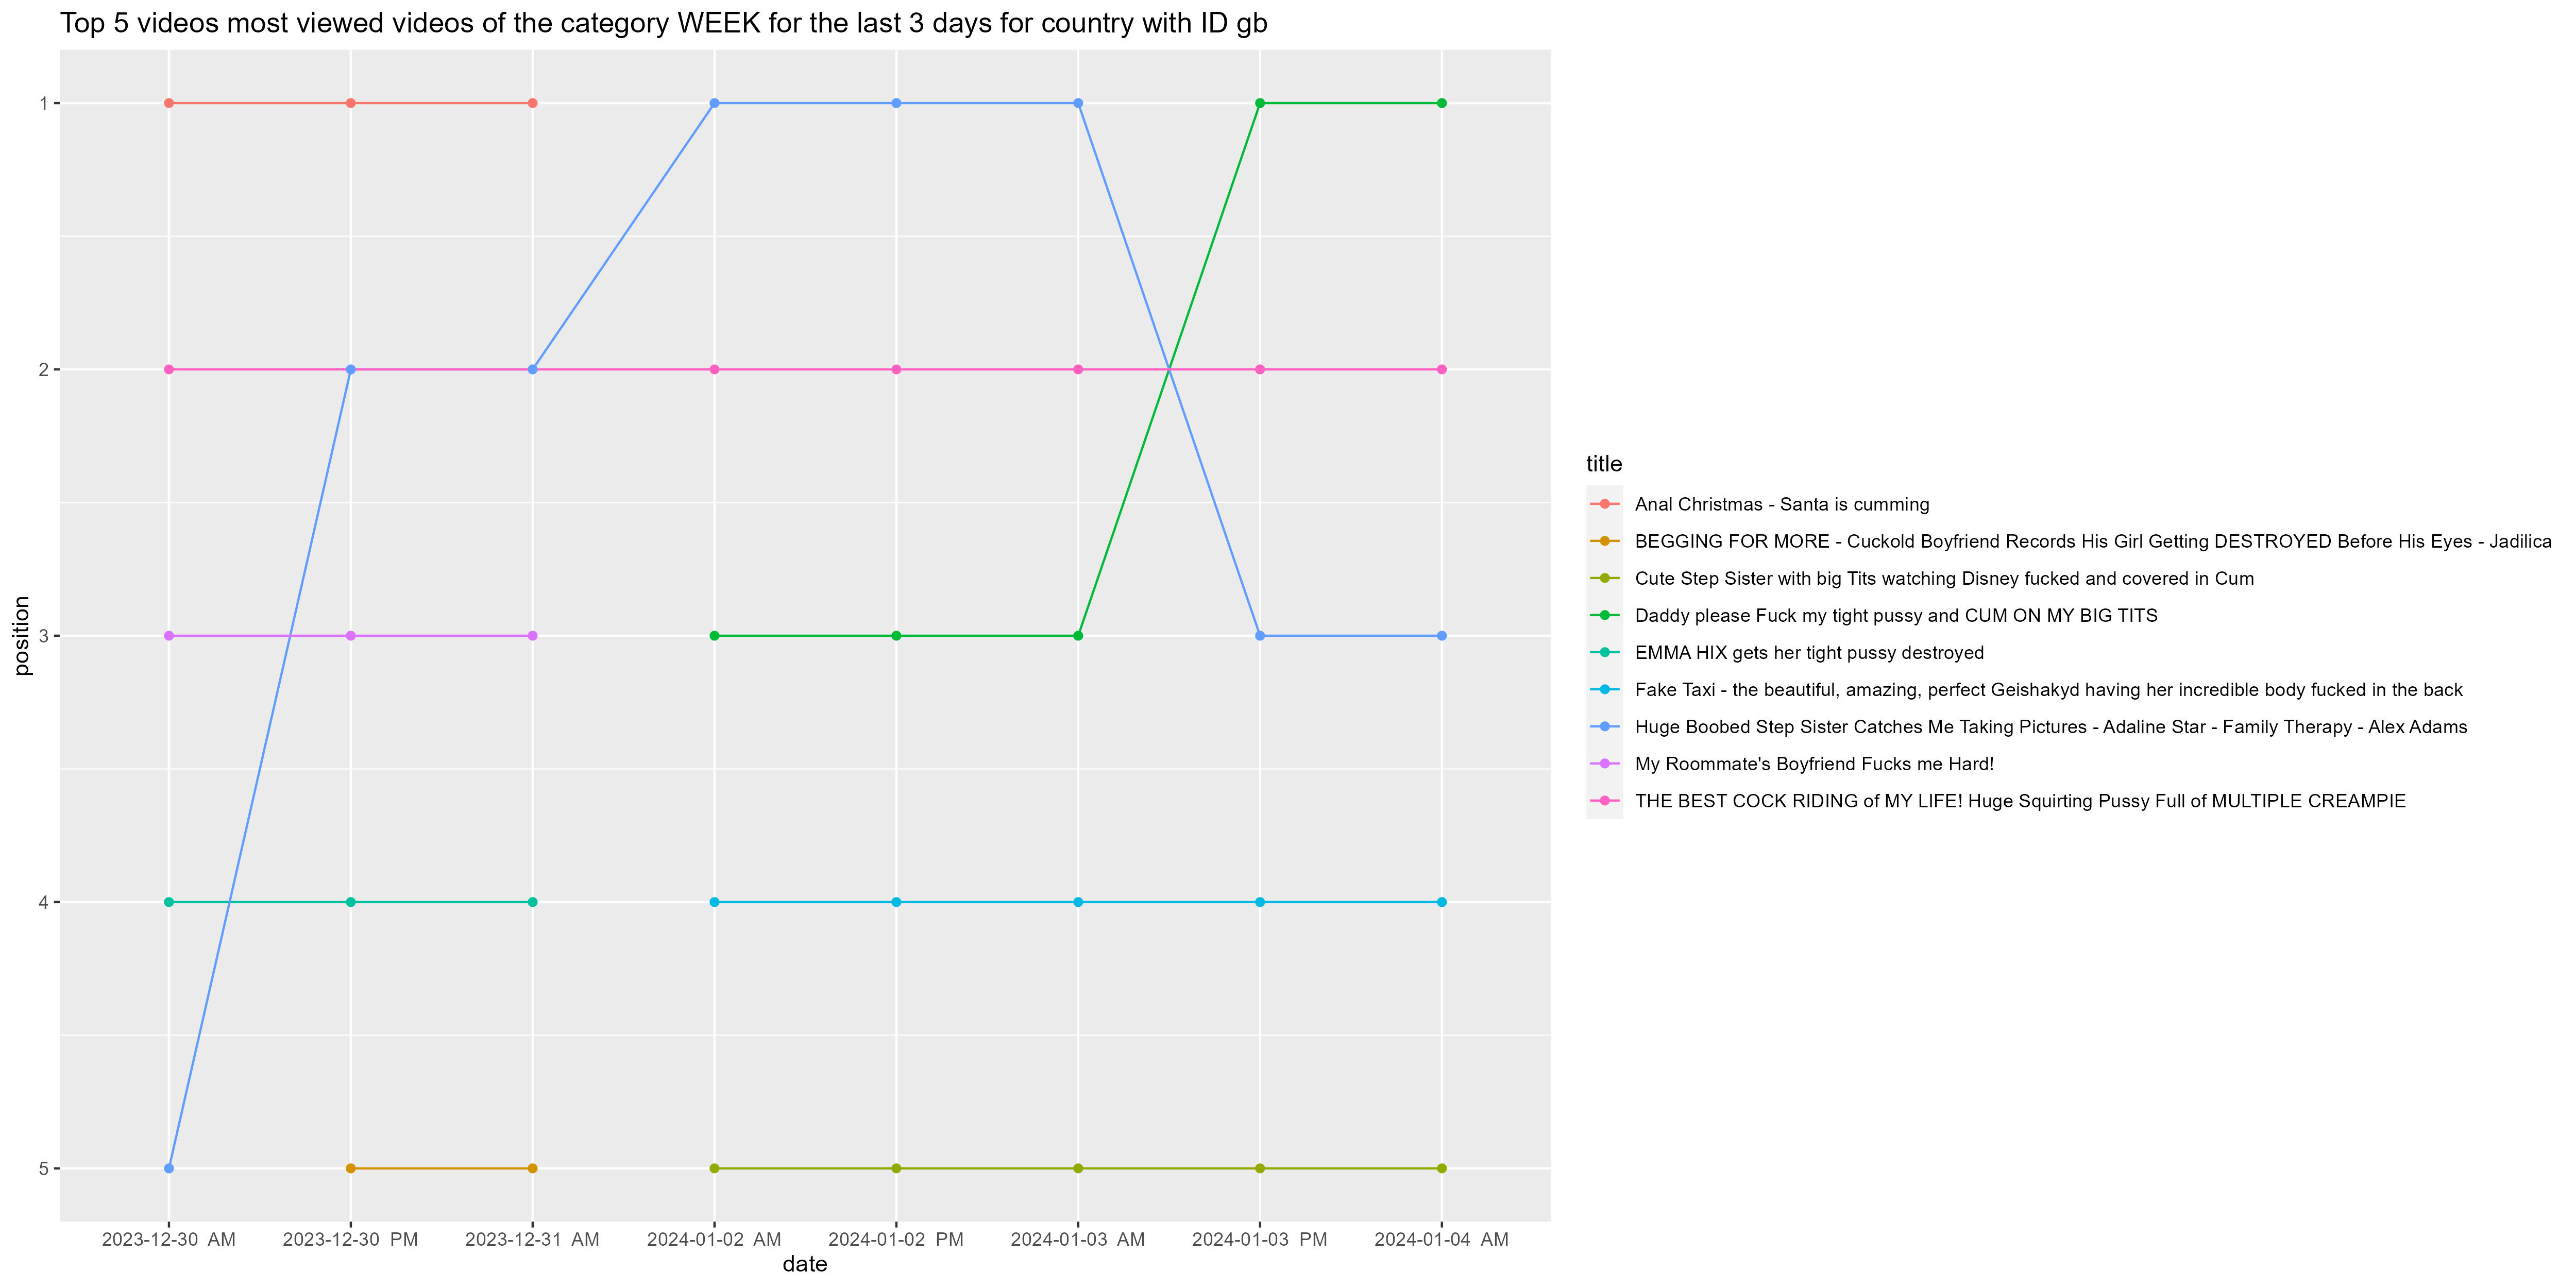 Top 5 videos most viewed videos of the category WEEK for the last 3 days for country with ID gb
1
2
3
4
5
position
2023-12-30 AM
2023-12-30 PM
2023-12-31 AM
2024-01-02 AM
2024-01-02 PM
2024-01-03 AM
2024-01-03 PM
2024-01-04 AM
date
title
Anal Christmas - Santa is cumming
BEGGING FOR MORE - Cuckold Boyfriend Records His Girl Getting DESTROYED Before His Eyes - Jadilica
Cute Step Sister with big Tits watching Disney fucked and covered in Cum
Daddy please Fuck my tight pussy and CUM ON MY BIG TITS
EMMA HIX gets her tight pussy destroyed
Fake Taxi - the beautiful, amazing, perfect Geishakyd having her incredible body fucked in the back
Huge Boobed Step Sister Catches Me Taking Pictures - Adaline Star - Family Therapy - Alex Adams
My Roommate's Boyfriend Fucks me Hard!
THE BEST COCK RIDING of MY LIFE! Huge Squirting Pussy Full of MULTIPLE CREAMPIE